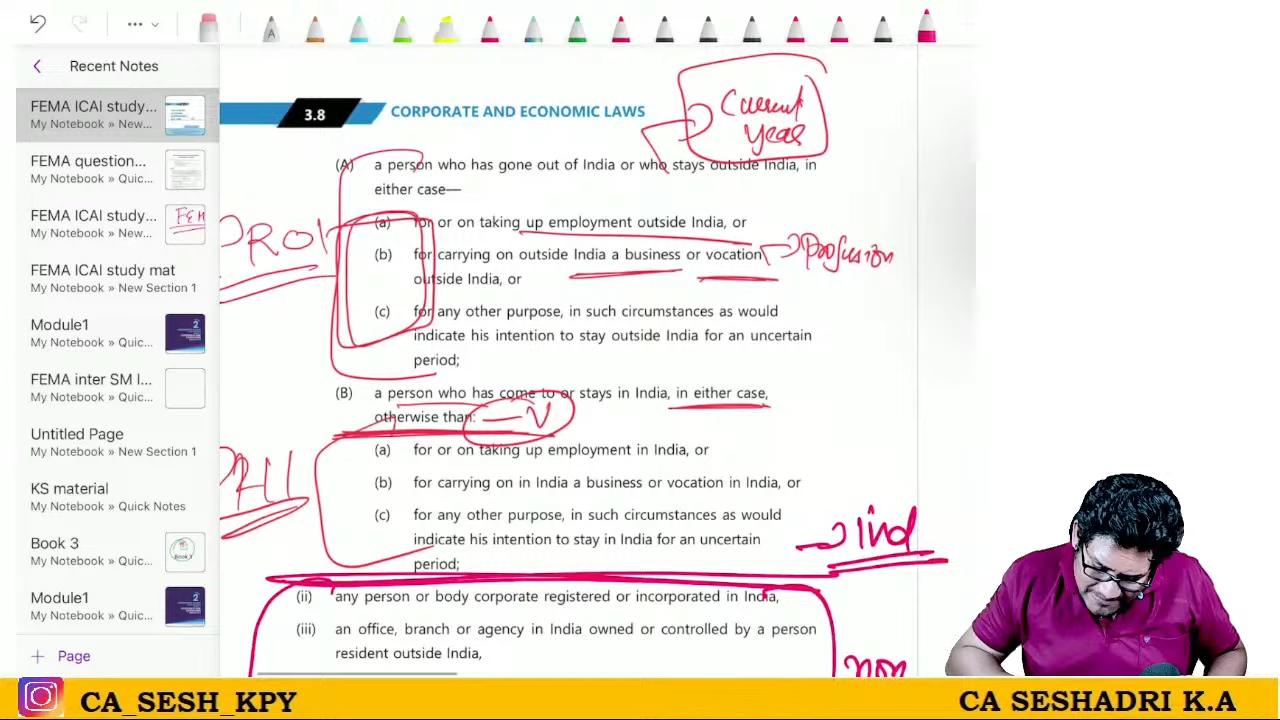 Recent Notes
FEMA ICAI study...
My Notebook » New...
FEMA question...
My Notebook » Quic...
FEMA ICAI study...
My Notebook » New...
FEMA ICAI study mat
My Notebook » New Section 1
Module1
My Notebook » Quic...
FEMA inter SM I...
My Notebook » Quic...
Untitled Page
My Notebook » New Section 1
KS material
My Notebook » Quick Notes
Book 3
My Notebook » Quic...
Module1
My Notebook » Quic...
Page
3.8 CORPORATE AND ECONOMIC LAWS
Current
year
(A) a person who has gone out of India or who stays outside India, in
either case—
(a) for or on taking up employment outside India, or
PROI
(b) for carrying on outside India a business or vocation
Profession
outside India, or
(c) for any other purpose, in such circumstances as would
indicate his intention to stay outside India for an uncertain
period;
(B) a person who has come to or stays in India, in either case,
otherwise than:
(a) for or on taking up employment in India, or
(b) for carrying on in India a business or vocation in India, or
PRII
(c) for any other purpose, in such circumstances as would
indicate his intention to stay in India for an uncertain
Ind
period;
(ii) any person or body corporate registered or incorporated in India,
(iii) an office, branch or agency in India owned or controlled by a person
resident outside India,
non
CA_SESH_KPY
CA SESHADRI K.A